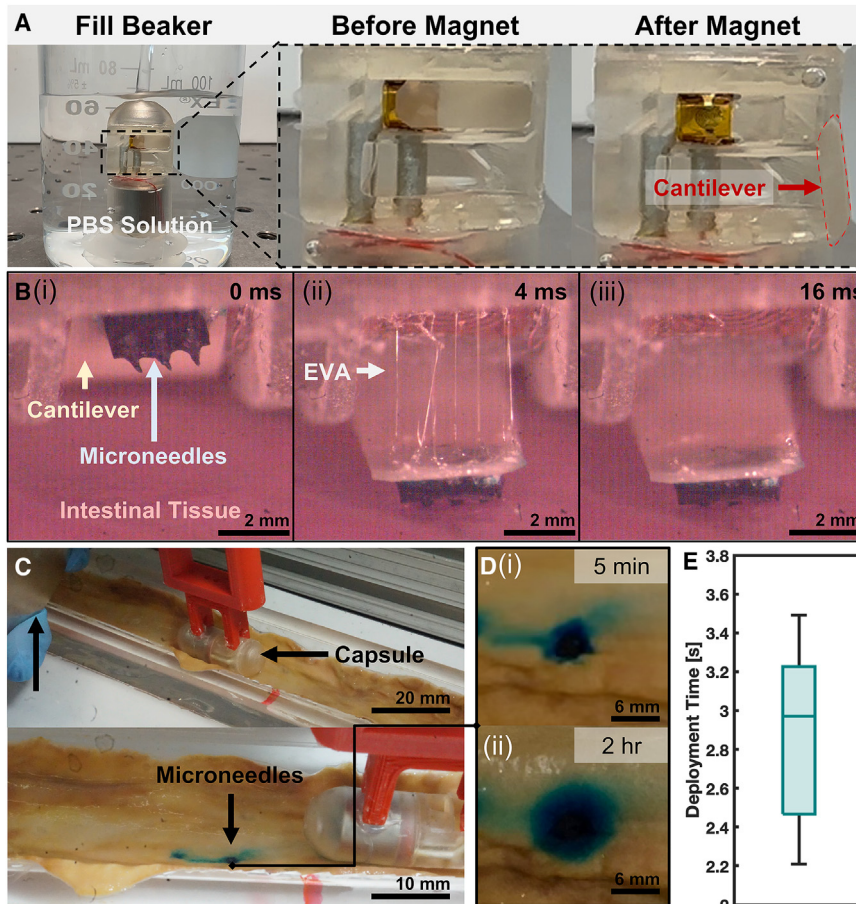 A
Fill Beaker
Before Magnet
After Magnet
80 mL
100 mL
60
40
20
PBS Solution
Cantilever
B(i)
0 ms
(ii)
4 ms
(iii)
16 ms
EVA
Cantilever
Microneedles
Intestinal Tissue
2 mm
2 mm
2 mm
C
Capsule
20 mm
Microneedles
10 mm
D(i)
5 min
6 mm
(ii)
2 hr
6 mm
E
Deployment Time [s]
3.8
3.6
3.4
3.2
3
2.8
2.6
2.4
2.2